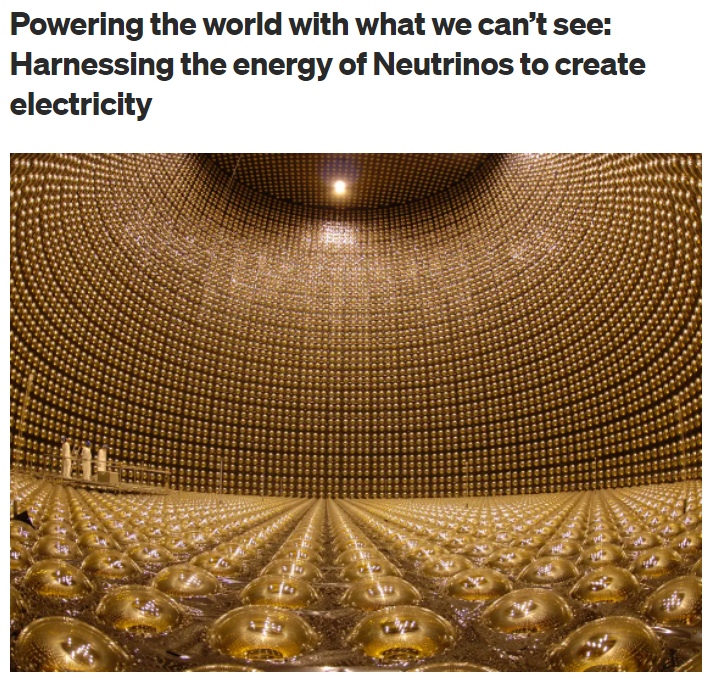 Powering the world with what we can’t see:
Harnessing the energy of Neutrinos to create
electricity